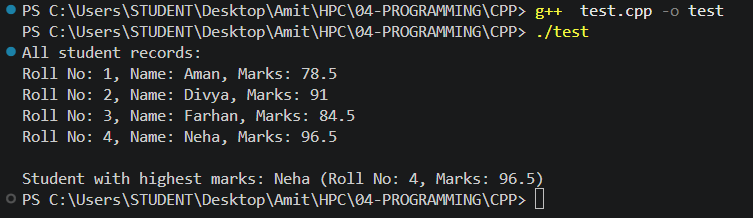 PS C:\Users\STUDENT\Desktop\Amit\HPC\04-PROGRAMMING\CPP> g++  test.cpp -o test
PS C:\Users\STUDENT\Desktop\Amit\HPC\04-PROGRAMMING\CPP> ./test
All student records:
Roll No: 1, Name: Aman, Marks: 78.5
Roll No: 2, Name: Divya, Marks: 91
Roll No: 3, Name: Farhan, Marks: 84.5
Roll No: 4, Name: Neha, Marks: 96.5

Student with highest marks: Neha (Roll No: 4, Marks: 96.5)
PS C:\Users\STUDENT\Desktop\Amit\HPC\04-PROGRAMMING\CPP>